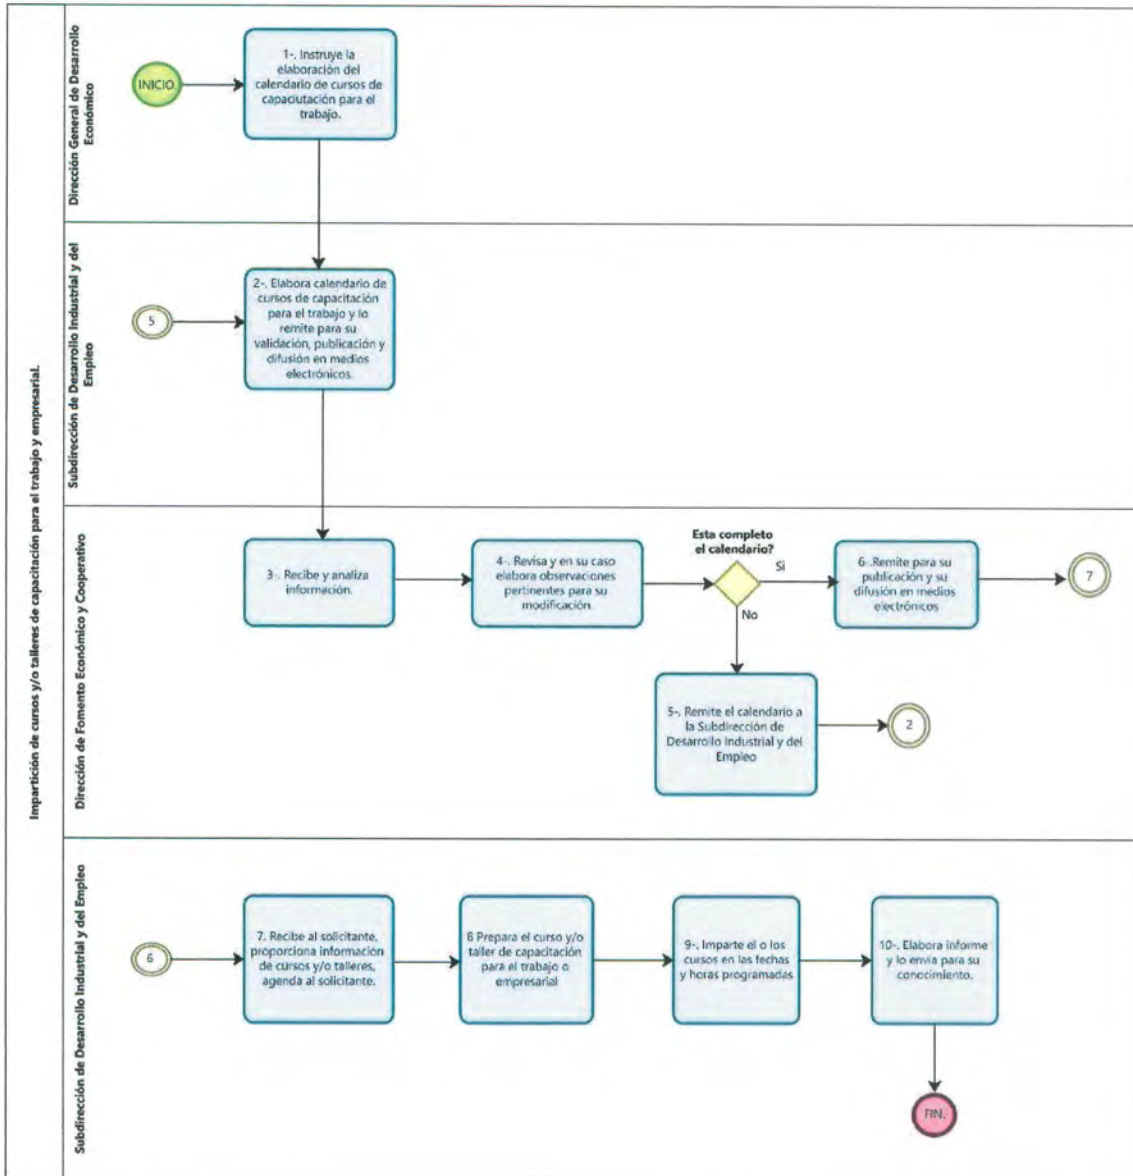 Impartición de cursos y/o talleres de capacitación para el trabajo y empresarial.
Dirección General de Desarrollo
Económico
INICIO.
1-. Instruye la
elaboración del
calendario de cursos de
capaciutación para el
trabajo.
Subdirección de Desarrollo Industrial y del
Empleo
5
2-. Elabora calendario de
cursos de capacitación
para el trabajo y lo
remite para su
validación, publicación y
difusión en medios
electrónicos.
Dirección de Fomento Económico y Cooperativo
3-. Recibe y analiza
información.
4-. Revisa y en su caso
elabora observaciones
pertinentes para su
modificación
Esta completo
el calendario?
Si
No
6-.Remite para su
publicación y su
difusión en medios
electrónicos
7
5-. Remite el calendario a
la Subdirección de
Desarrollo Industrial y del
Empleo
2
Subdirección de Desarrollo Industrial y del Empleo
6
7. Recibe al solicitante,
proporciona información
de cursos y/o talleres,
agenda al solicitante.
8 Prepara el curso y/o
taller de capacitación
para el trabajo o
empresarial
9-. Imparte el o los
cursos en las fechas
y horas programadas
10-. Elabora informe
y lo envía para su
conocimiento.
FIN.